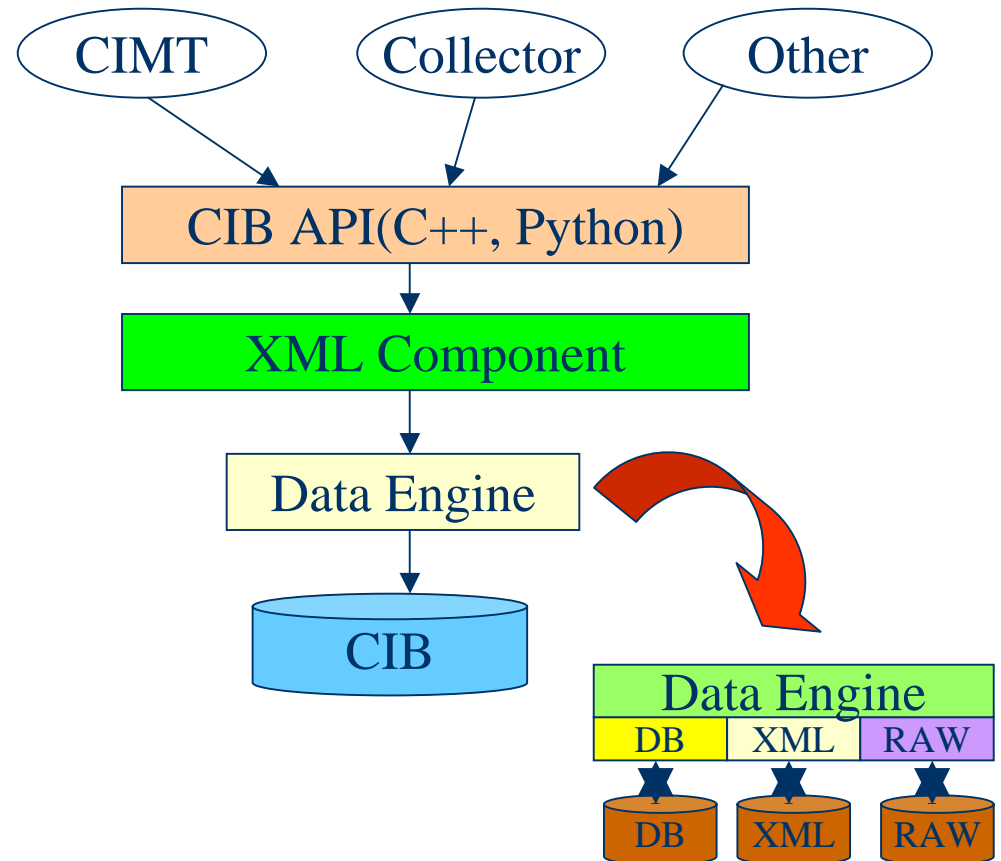 CIMT
Collector
Other
CIB API(C++, Python)
XML Component
Data Engine
CIB
Data Engine
DB
XML
RAW
DB
XML
RAW